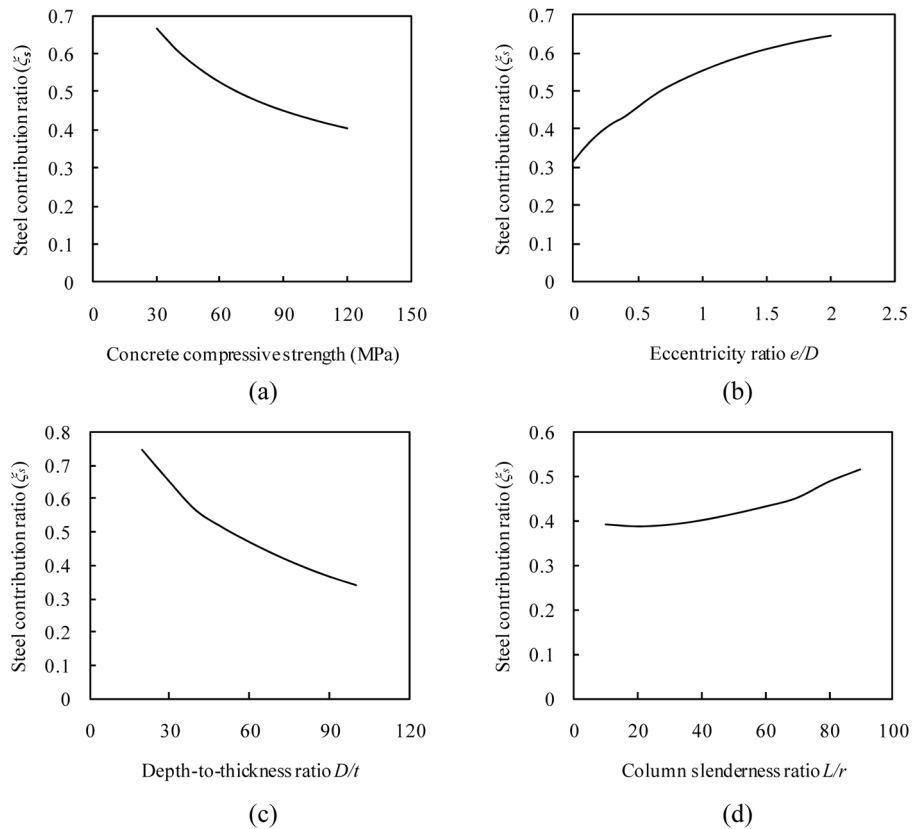 0.7
0.6
0.5
0.4
0.3
0.2
0.1
0
0 30 60 90 120 150
Steel contribution ratio (ξs)
Concrete compressive strength (MPa)
(a)
0.7
0.6
0.5
0.4
0.3
0.2
0.1
0
0 0.5 1 1.5 2 2.5
Steel contribution ratio (ξs)
Eccentricity ratio e/D
(b)
0.8
0.7
0.6
0.5
0.4
0.3
0.2
0.1
0
0 30 60 90 120
Steel contribution ratio (ξs)
Depth-to-thickness ratio D/t
(c)
0.6
0.5
0.4
0.3
0.2
0.1
0
0 20 40 60 80 100
Steel contribution ratio (ξs)
Column slenderness ratio L/r
(d)